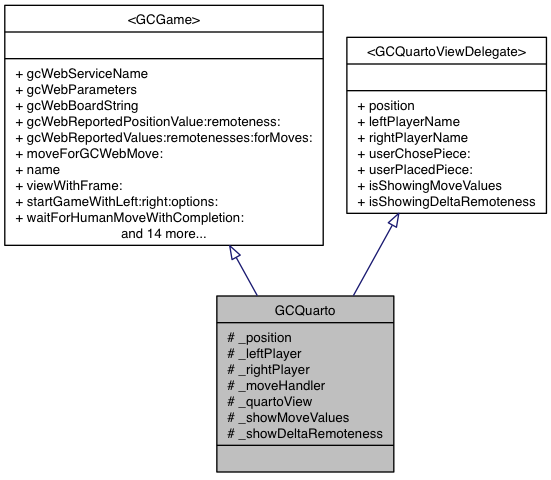 <GCGame>
+ gcWebServiceName
+ gcWebParameters
+ gcWebBoardString
+ gcWebReportedPositionValue:remoteness:
+ gcWebReportedValues:remotenesses:forMoves:
+ moveForGCWebMove:
+ name
+ viewWithFrame:
+ startGameWithLeft:right:options:
+ waitForHumanMoveWithCompletion:
and 14 more...
<GCQuartoViewDelegate>
+ position
+ leftPlayerName
+ rightPlayerName
+ userChosePiece:
+ userPlacedPiece:
+ isShowingMoveValues
+ isShowingDeltaRemoteness
GCQuarto
# _position
# _leftPlayer
# _rightPlayer
# _moveHandler
# _quartoView
# _showMoveValues
# _showDeltaRemoteness